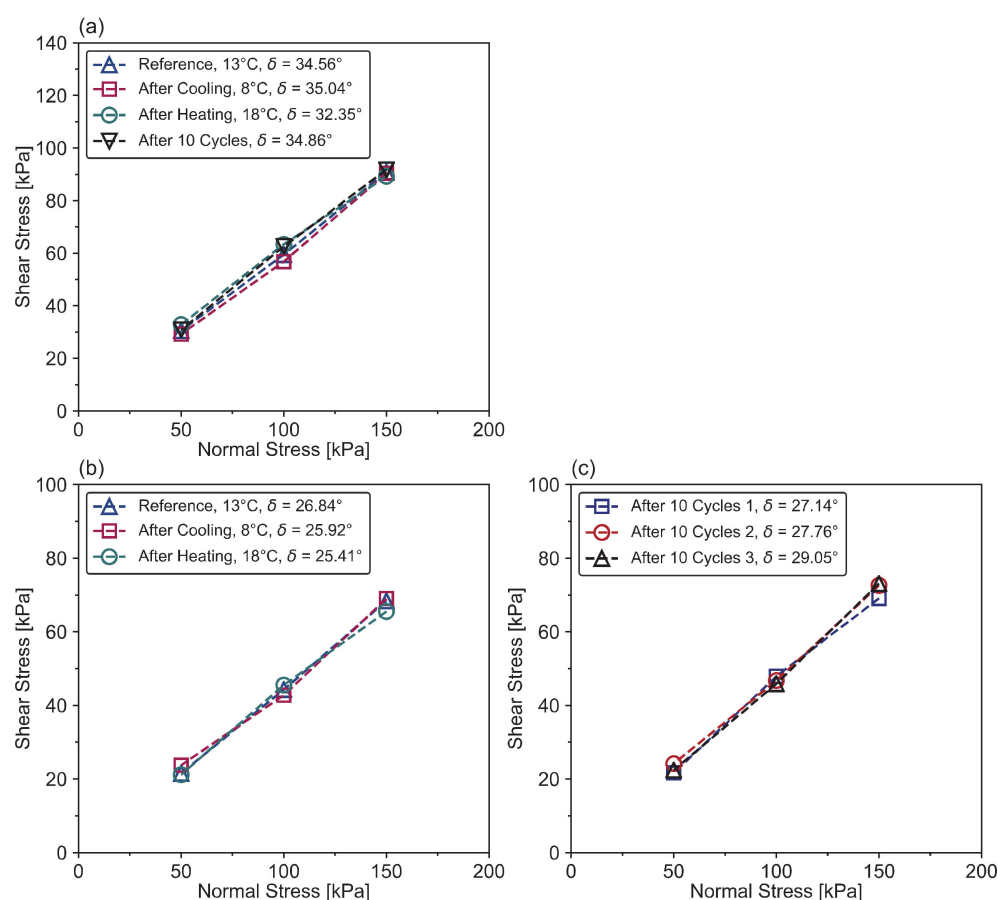 (a)
140
120
100
80
60
40
20
0
Shear Stress [kPa]
Reference, 13°C, δ = 34.56°
After Cooling, 8°C, δ = 35.04°
After Heating, 18°C, δ = 32.35°
After 10 Cycles, δ = 34.86°
0 50 100 150 200
Normal Stress [kPa]
(b)
100
80
60
40
20
0
Shear Stress [kPa]
Reference, 13°C, δ = 26.84°
After Cooling, 8°C, δ = 25.92°
After Heating, 18°C, δ = 25.41°
0 50 100 150 200
Normal Stress [kPa]
(c)
100
80
60
40
20
0
Shear Stress [kPa]
After 10 Cycles 1, δ = 27.14°
After 10 Cycles 2, δ = 27.76°
After 10 Cycles 3, δ = 29.05°
0 50 100 150 200
Normal Stress [kPa]